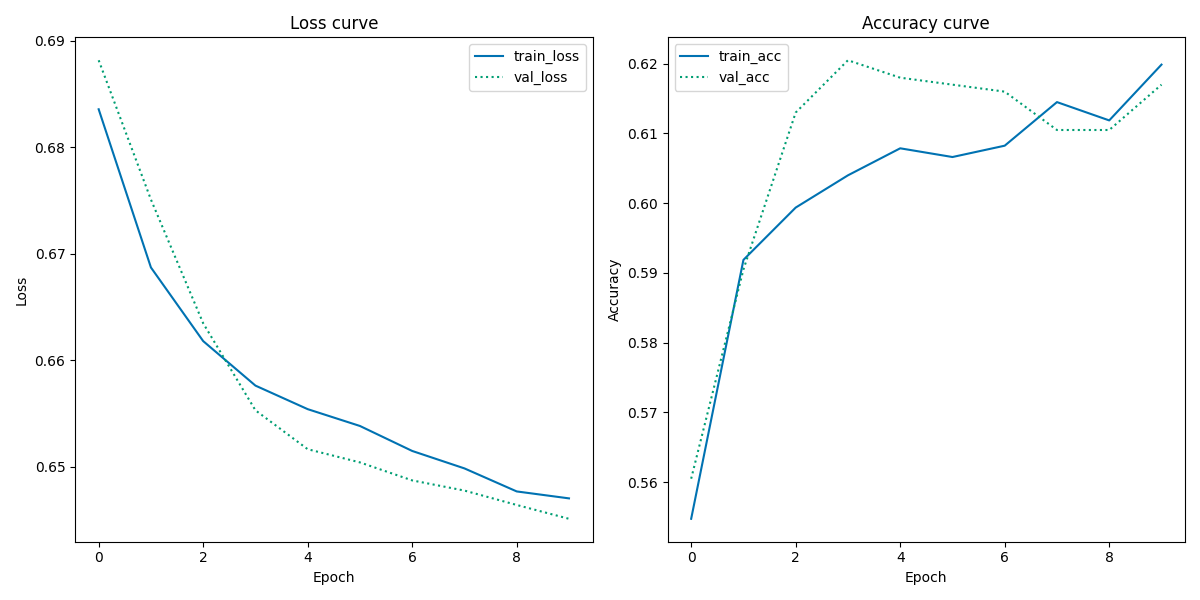 Loss curve
0.69
0.68
0.67
0.66
0.65
Loss
train_loss
val_loss
0 2 4 6 8
Epoch
Accuracy curve
0.62
0.61
0.60
0.59
0.58
0.57
0.56
Accuracy
train_acc
val_acc
0 2 4 6 8
Epoch